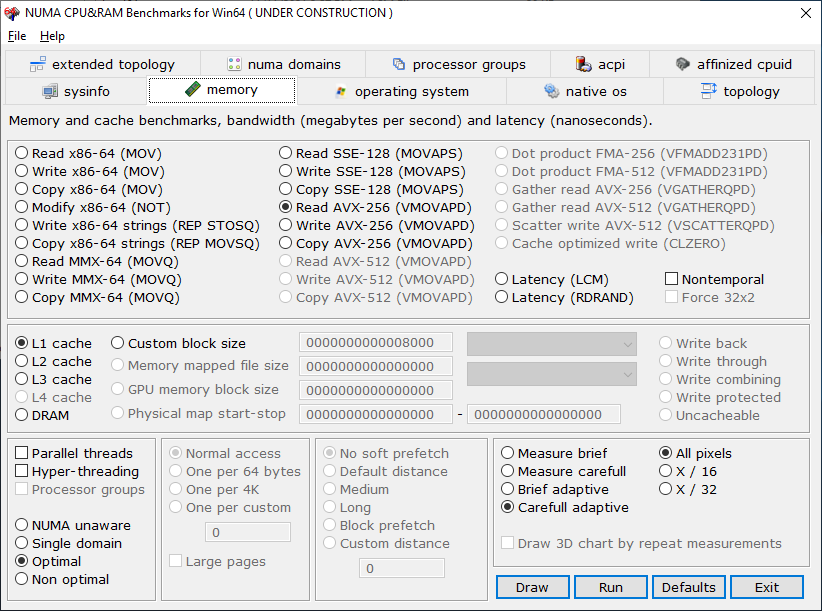 NUMA CPU&RAM Benchmarks for Win64 ( UNDER CONSTRUCTION )
File Help
extended topology numa domains processor groups acpi affinized cpuid
sysinfo memory operating system native os topology
Memory and cache benchmarks, bandwidth (megabytes per second) and latency (nanoseconds).
Read x86-64 (MOV) Read SSE-128 (MOVAPS) Dot product FMA-256 (VFMADD231PD)
Write x86-64 (MOV) Write SSE-128 (MOVAPS) Dot product FMA-512 (VFMADD231PD)
Copy x86-64 (MOV) Copy SSE-128 (MOVAPS) Gather read AVX-256 (VGATHERQPD)
Modify x86-64 (NOT) Read AVX-256 (VMOVAPD) Gather read AVX-512 (VGATHERQPD)
Write x86-64 strings (REP STOSQ) Write AVX-256 (VMOVAPD) Scatter write AVX-512 (VSCATTERQPD)
Copy x86-64 strings (REP MOVSQ) Copy AVX-256 (VMOVAPD) Cache optimized write (CLZERO)
Read MMX-64 (MOVQ) Read AVX-512 (VMOVAPD)
Write MMX-64 (MOVQ) Write AVX-512 (VMOVAPD) Latency (LCM) Nontemporal
Copy MMX-64 (MOVQ) Copy AVX-512 (VMOVAPD) Latency (RDRAND) Force 32x2
L1 cache Custom block size 0000000000008000 Write back
L2 cache Memory mapped file size 0000000000000000 Write through
L3 cache GPU memory block size 0000000000000000 Write combining
L4 cache Physical map start-stop 0000000000000000 - 0000000000000000 Write protected
DRAM Uncacheable
Parallel threads Normal access No soft prefetch Measure brief All pixels
Hyper-threading One per 64 bytes Default distance Measure carefull X / 16
Processor groups One per 4K Medium Brief adaptive X / 32
One per custom Long Carefull adaptive
NUMA unaware 0 Block prefetch
Single domain Custom distance Draw 3D chart by repeat measurements
Optimal Large pages 0
Non optimal Draw Run Defaults Exit